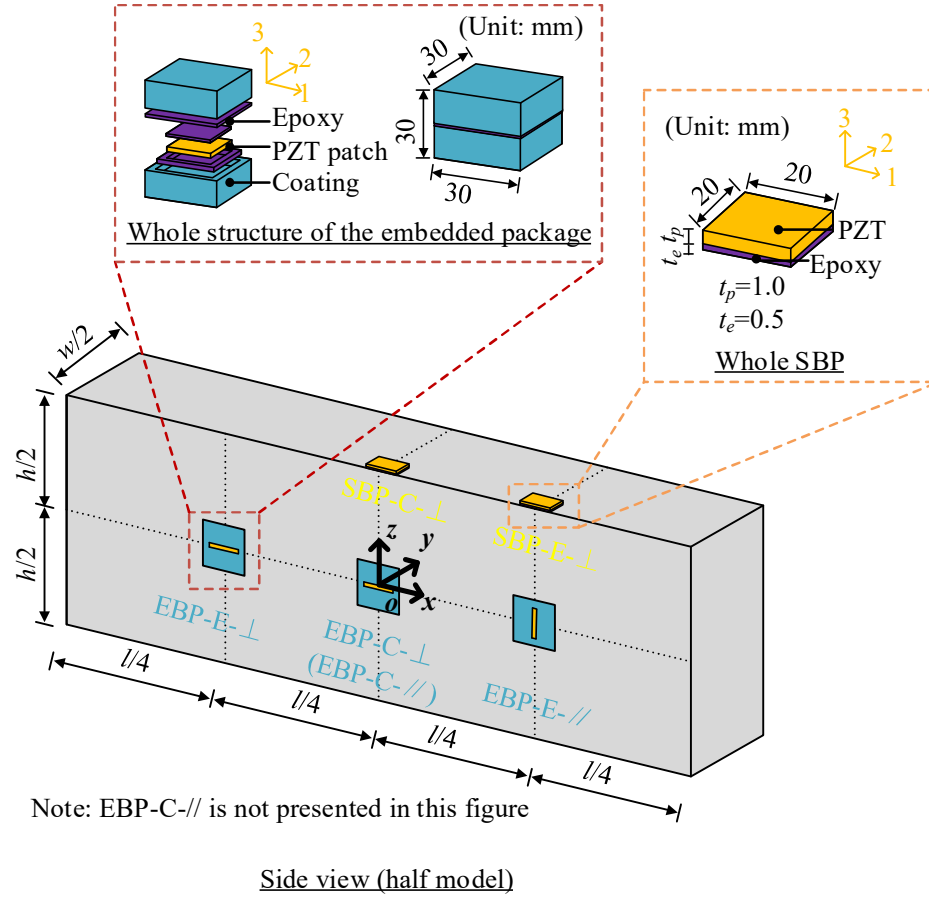 (Unit: mm)
3
2
1
30
30
30
Epoxy
PZT patch
Coating
Whole structure of the embedded package
(Unit: mm)
3
2
1
20
20
t_e t_p
PZT
Epoxy
t_p=1.0
t_e=0.5
Whole SBP
w/2
h/2
h/2
SBP-C-⊥
SBP-E-⊥
z
y
x
o
EBP-E-⊥
EBP-C-⊥
(EBP-C-//)
EBP-E-//
l/4
l/4
l/4
l/4
Note: EBP-C-// is not presented in this figure
Side view (half model)